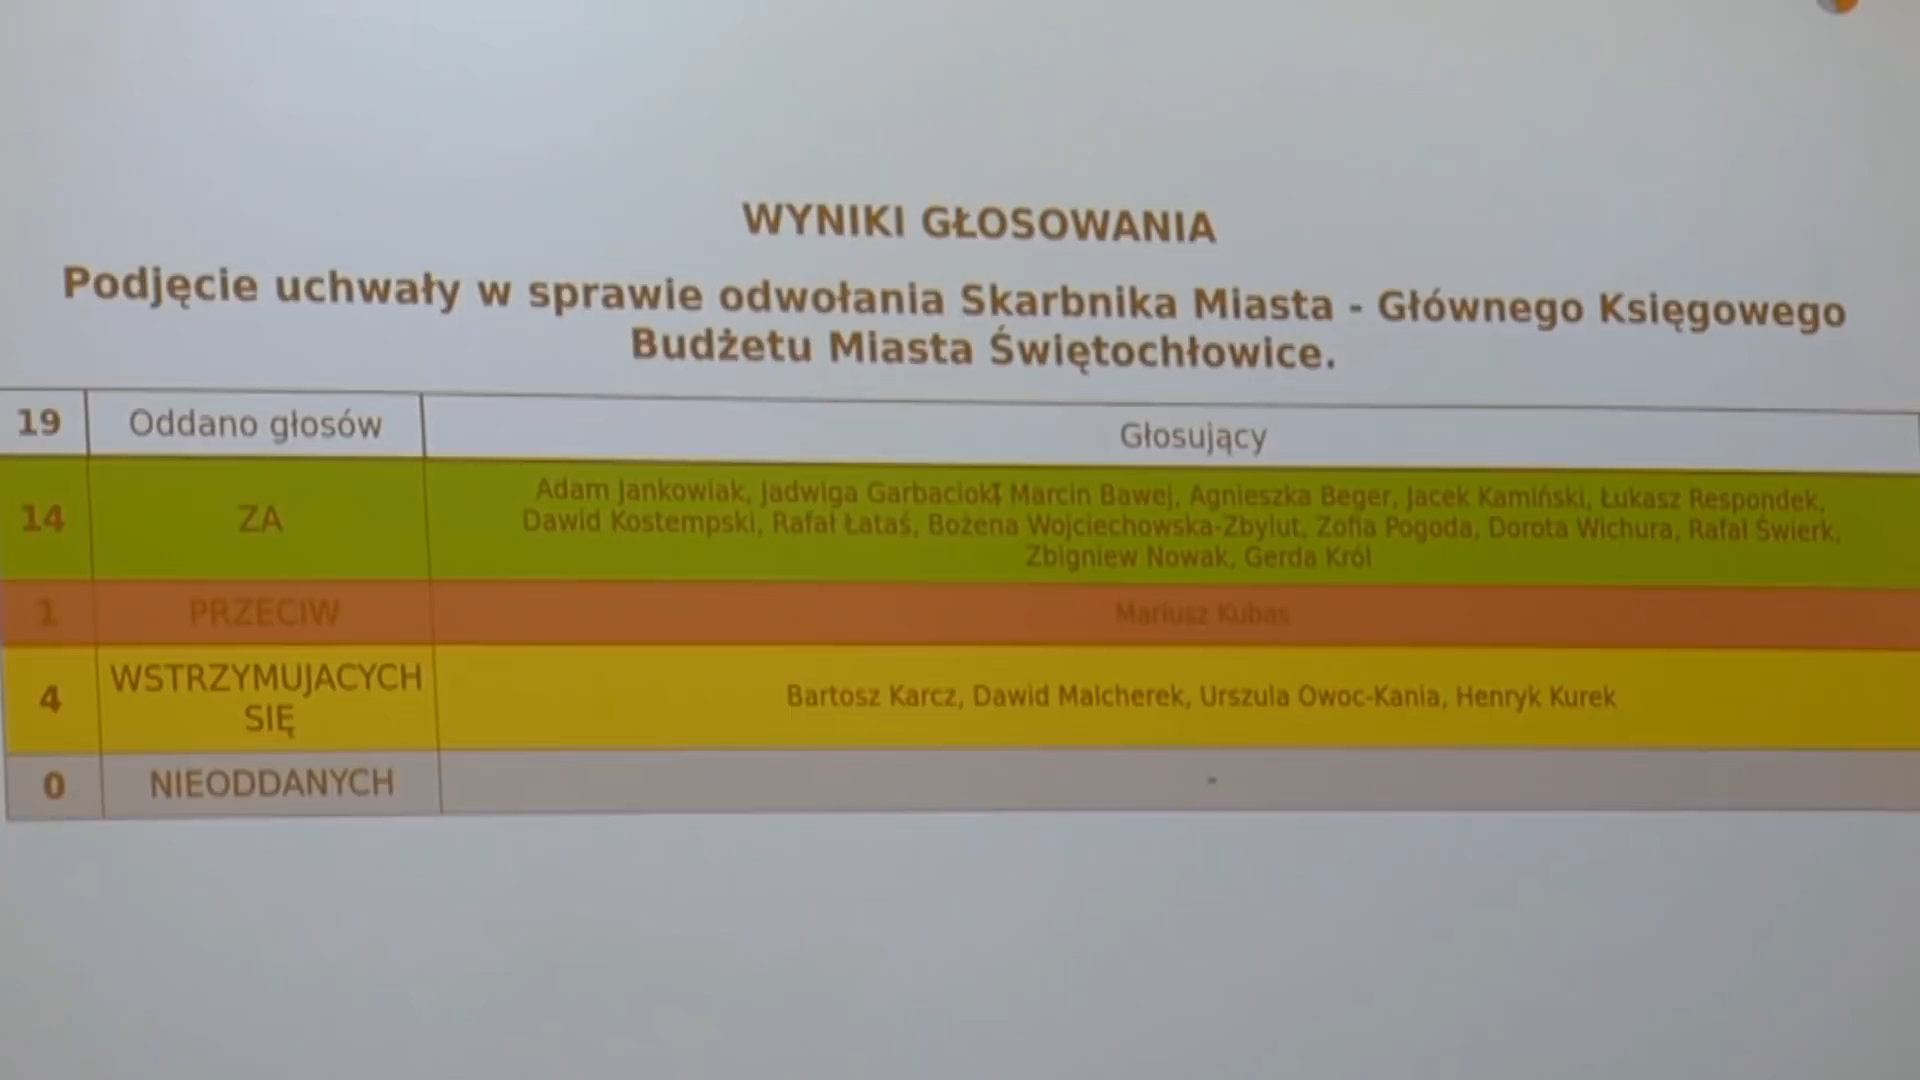 WYNIKI GŁOSOWANIA
Podjęcie uchwały w sprawie odwołania Skarbnika Miasta - Głównego Księgowego
Budżetu Miasta Świętochłowice.
19 Oddano głosów Głosujący
14 ZA Adam Jankowiak, Jadwiga Garbaciok, Marcin Bawej, Agnieszka Beger, Jacek Kamiński, Łukasz Respondek,
Dawid Kostempski, Rafał Łataś, Bożena Wojciechowska-Zbylut, Zofia Pogoda, Dorota Wichura, Rafał Świerk,
Zbigniew Nowak, Gerda Król
1 PRZECIW Mariusz Kubas
4 WSTRZYMUJACYCH
SIĘ Bartosz Karcz, Dawid Malcherek, Urszula Owoc-Kania, Henryk Kurek
0 NIEODDANYCH -